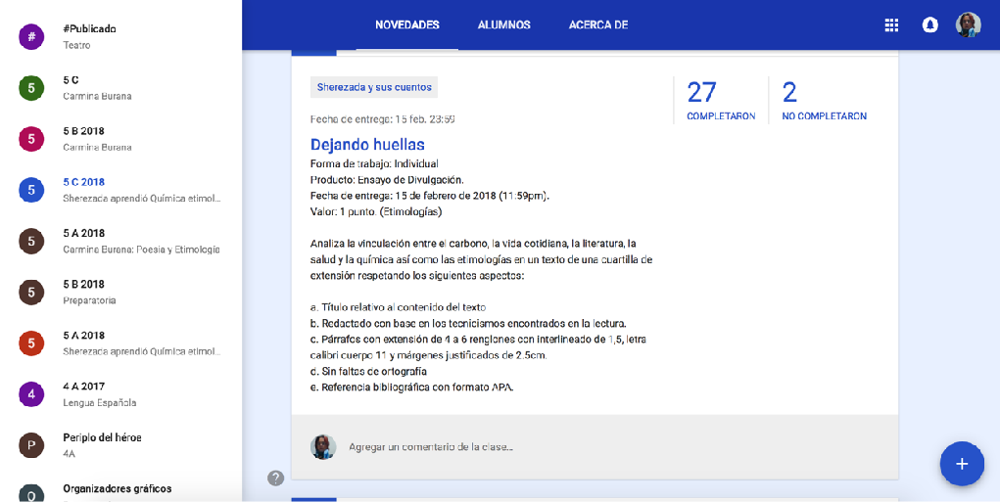 NOVEDADES
ALUMNOS
ACERCA DE
#
#Publicado
Teatro
5
5 C
Carmina Burana
5
5 B 2018
Carmina Burana
5
5 C 2018
Sherezada aprendió Química etimol...
5
5 A 2018
Carmina Burana: Poesia y Etimología
5
5 B 2018
Preparatoria
5
5 A 2018
Sherezada aprendió Química etimol...
4
4 A 2017
Lengua Española
P
Periplo del héroe
4A
O
Organizadores gráficos
Sherezada y sus cuentos
27
COMPLETARON
2
NO COMPLETARON
Fecha de entrega: 15 feb. 23:59
Dejando huellas
Forma de trabajo: Individual
Producto: Ensayo de Divulgación.
Fecha de entrega: 15 de febrero de 2018 (11:59pm).
Valor: 1 punto. (Etimologías)
Analiza la vinculación entre el carbono, la vida cotidiana, la literatura, la
salud y la química así como las etimologías en un texto de una cuartilla de
extensión respetando los siguientes aspectos:
a. Título relativo al contenido del texto
b. Redactado con base en los tecnicismos encontrados en la lectura.
c. Párrafos con extensión de 4 a 6 renglones con interlineado de 1,5, letra
calibri cuerpo 11 y márgenes justificados de 2.5cm.
d. Sin faltas de ortografía
e. Referencia bibliográfica con formato APA.
Agregar un comentario de la clase...
?
+